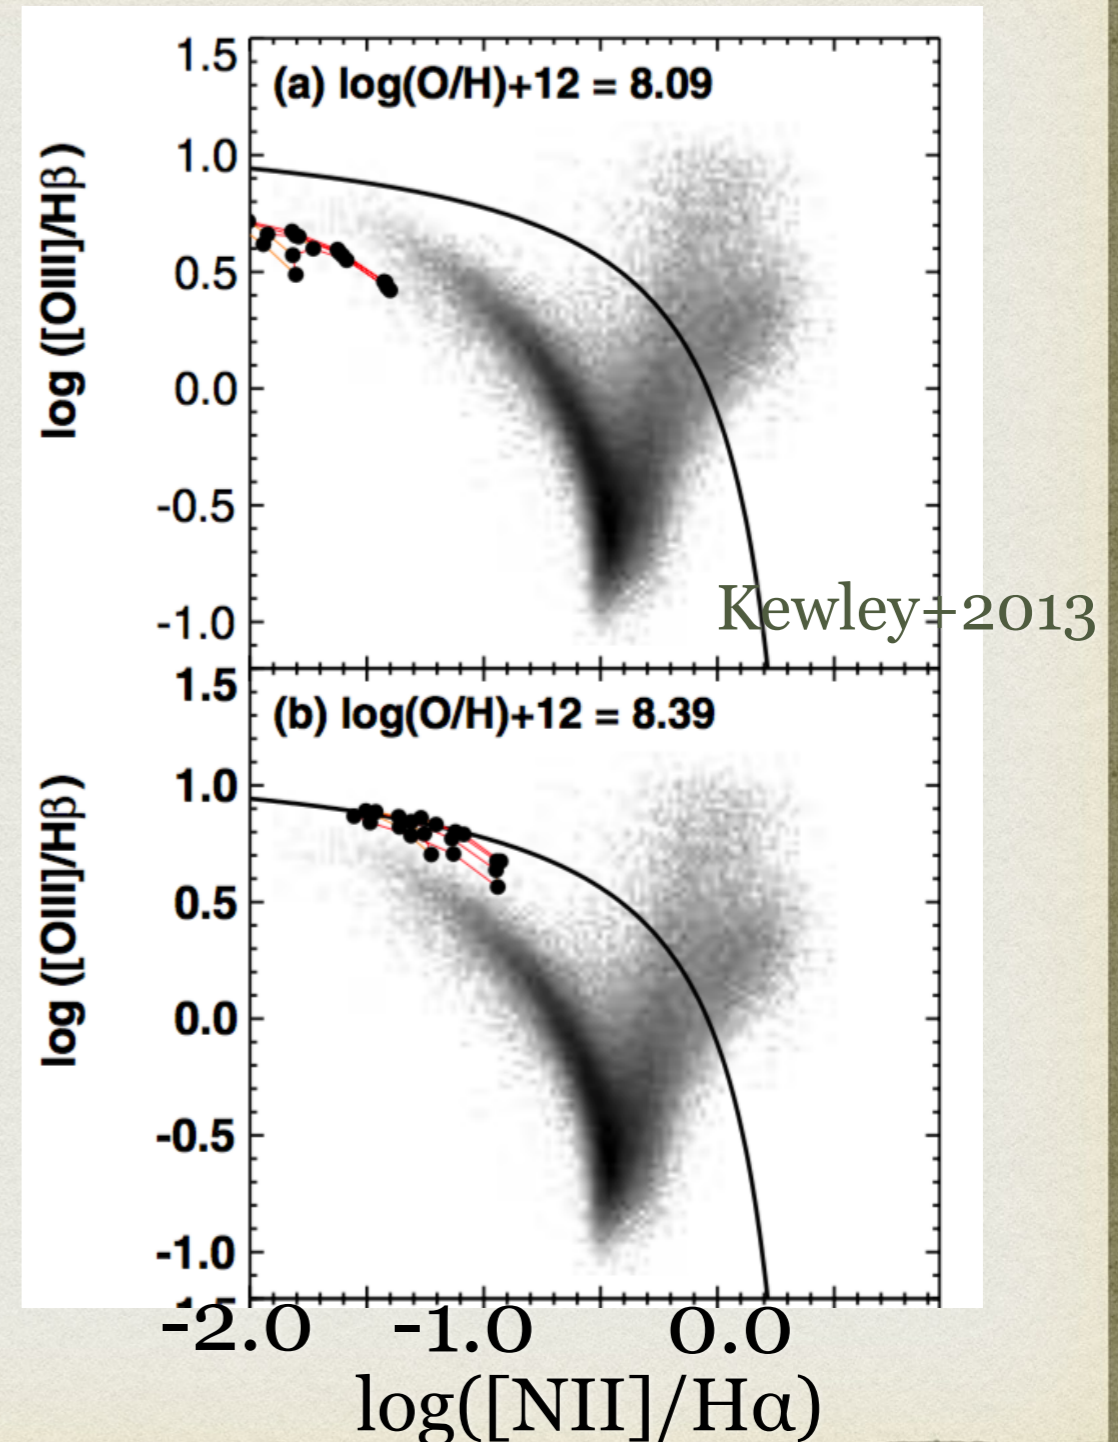 1.5
(a) log(O/H)+12 = 8.09
1.0
0.5
0.0
-0.5
-1.0
log ([OIII]/Hβ)
Kewley+2013
1.5
(b) log(O/H)+12 = 8.39
1.0
0.5
0.0
-0.5
-1.0
log ([OIII]/Hβ)
-2.0 -1.0 0.0
log([NII]/Hα)